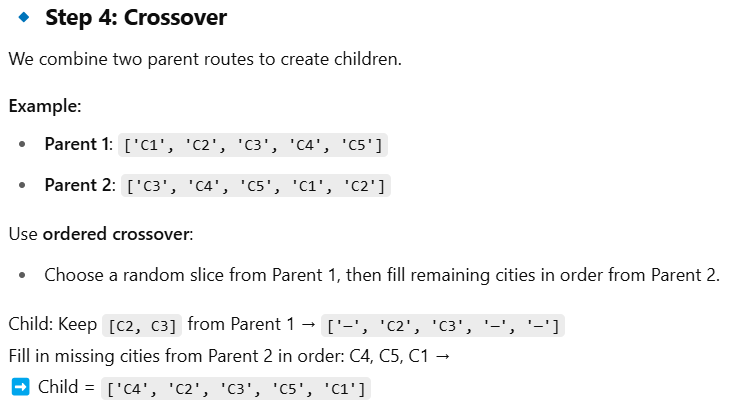 Step 4: Crossover
We combine two parent routes to create children.
Example:
• Parent 1: ['C1', 'C2', 'C3', 'C4', 'C5']
• Parent 2: ['C3', 'C4', 'C5', 'C1', 'C2']
Use ordered crossover:
• Choose a random slice from Parent 1, then fill remaining cities in order from Parent 2.
Child: Keep [C2, C3] from Parent 1 → ['—', 'C2', 'C3', '—', '—']
Fill in missing cities from Parent 2 in order: C4, C5, C1 →
➡️ Child = ['C4', 'C2', 'C3', 'C5', 'C1']